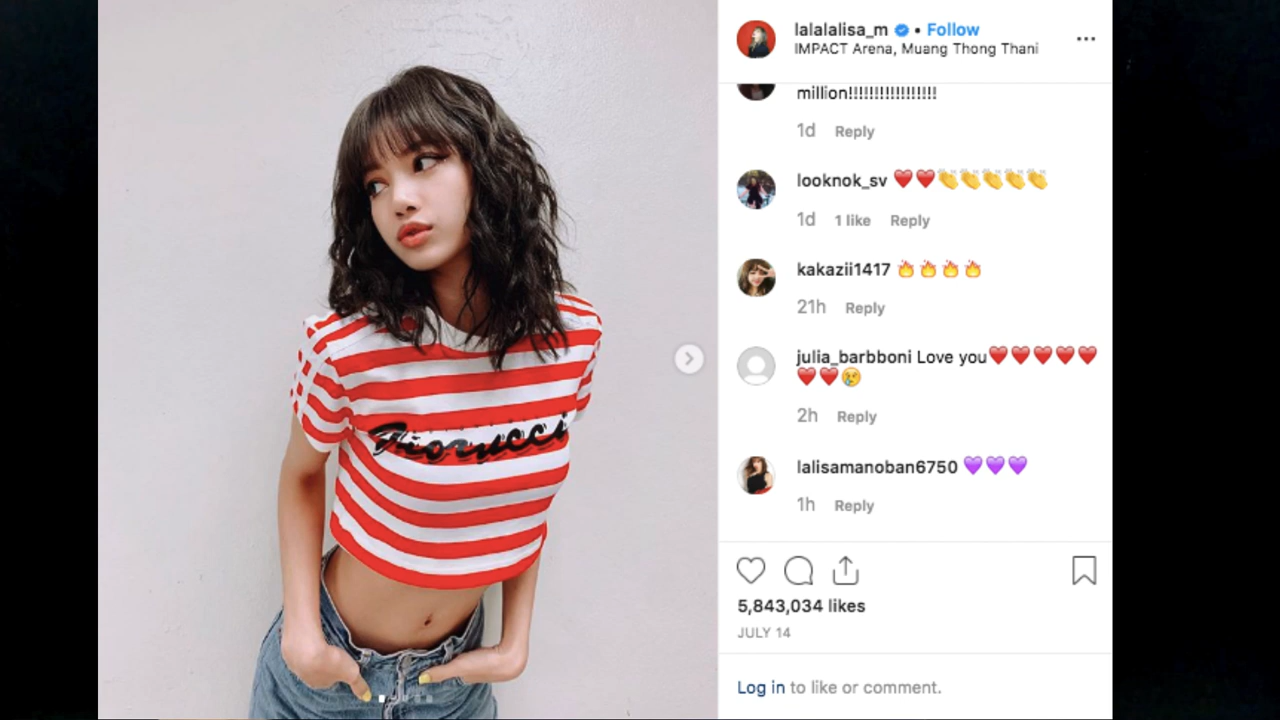 Fiorucci
lalalalisa_m • Follow
IMPACT Arena, Muang Thong Thani
million!!!!!!!!!!!!!!!!!
1d Reply
looknok_sv ❤️❤️👏👏👏👏👏
1d 1 like Reply
kakazii1417 🔥🔥🔥🔥
21h Reply
julia_barbboni Love you❤️❤️❤️❤️❤️
❤️❤️😢
2h Reply
lalisamanoban6750 💜💜💜
1h Reply
5,843,034 likes
JULY 14
Log in to like or comment.